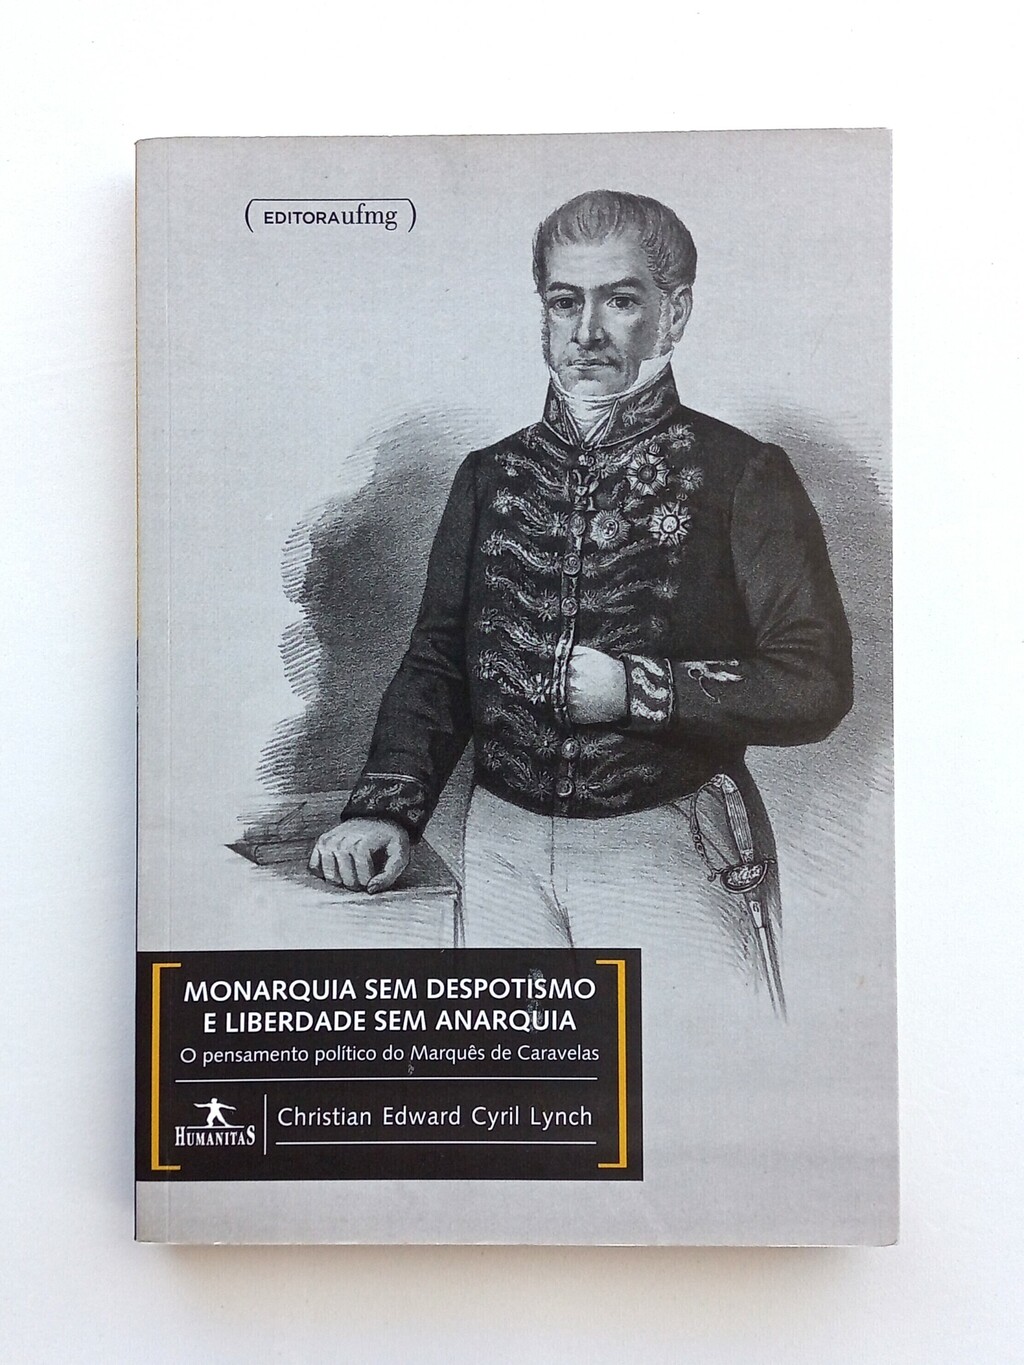 (EDITORAufmg)
MONARQUIA SEM DESPOTISMO
E LIBERDADE SEM ANARQUIA
O pensamento político do Marquês de Caravelas
HUMANITAS
Christian Edward Cyril Lynch